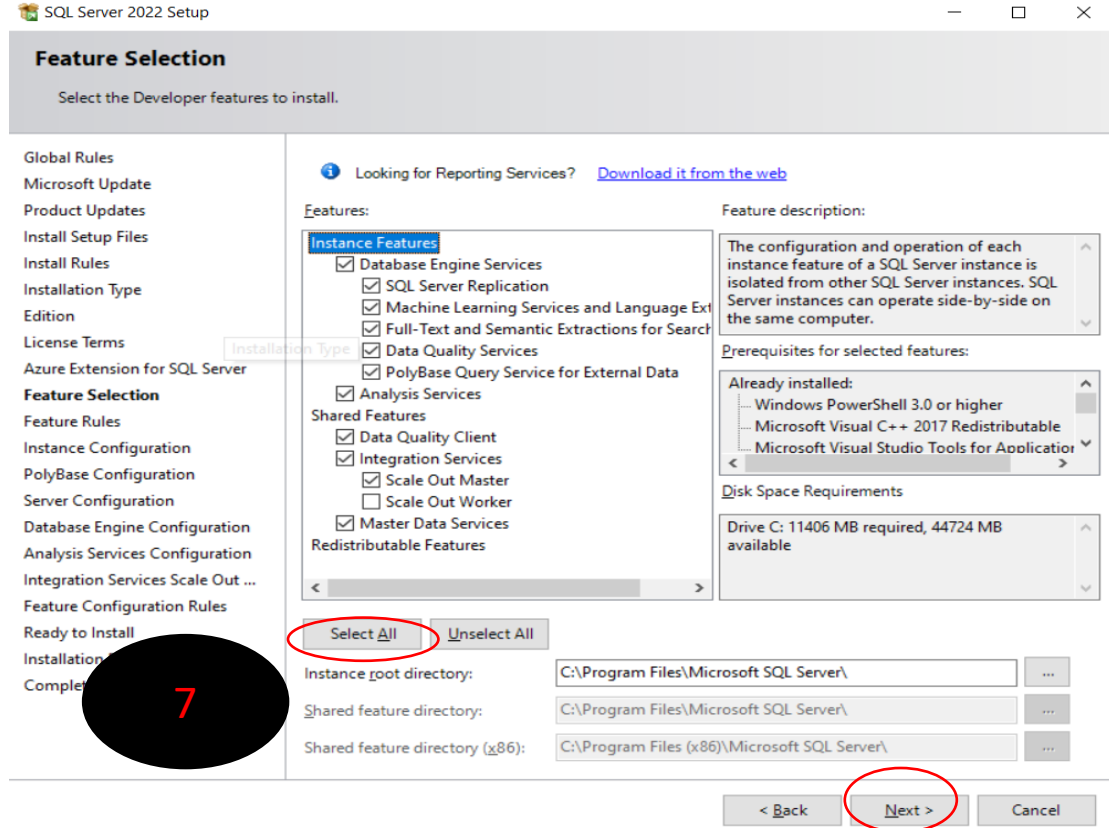 SQL Server 2022 Setup
Feature Selection
Select the Developer features to install.
Global Rules
Microsoft Update
Product Updates
Install Setup Files
Install Rules
Installation Type
Edition
License Terms
Azure Extension for SQL Server
Feature Selection
Feature Rules
Instance Configuration
PolyBase Configuration
Server Configuration
Database Engine Configuration
Analysis Services Configuration
Integration Services Scale Out ...
Feature Configuration Rules
Ready to Install
Installation
Complet
7
Installation Type
Looking for Reporting Services? Download it from the web
Features:
Instance Features
Database Engine Services
SQL Server Replication
Machine Learning Services and Language Ext
Full-Text and Semantic Extractions for Search
Data Quality Services
PolyBase Query Service for External Data
Analysis Services
Shared Features
Data Quality Client
Integration Services
Scale Out Master
Scale Out Worker
Master Data Services
Redistributable Features
Feature description:
The configuration and operation of each
instance feature of a SQL Server instance is
isolated from other SQL Server instances. SQL
Server instances can operate side-by-side on
the same computer.
Prerequisites for selected features:
Already installed:
Windows PowerShell 3.0 or higher
Microsoft Visual C++ 2017 Redistributable
Microsoft Visual Studio Tools for Application
Disk Space Requirements
Drive C: 11406 MB required, 44724 MB
available
Select All Unselect All
Instance root directory: C:\Program Files\Microsoft SQL Server\ ...
Shared feature directory: C:\Program Files\Microsoft SQL Server\ ...
Shared feature directory (x86): C:\Program Files (x86)\Microsoft SQL Server\ ...
< Back Next > Cancel